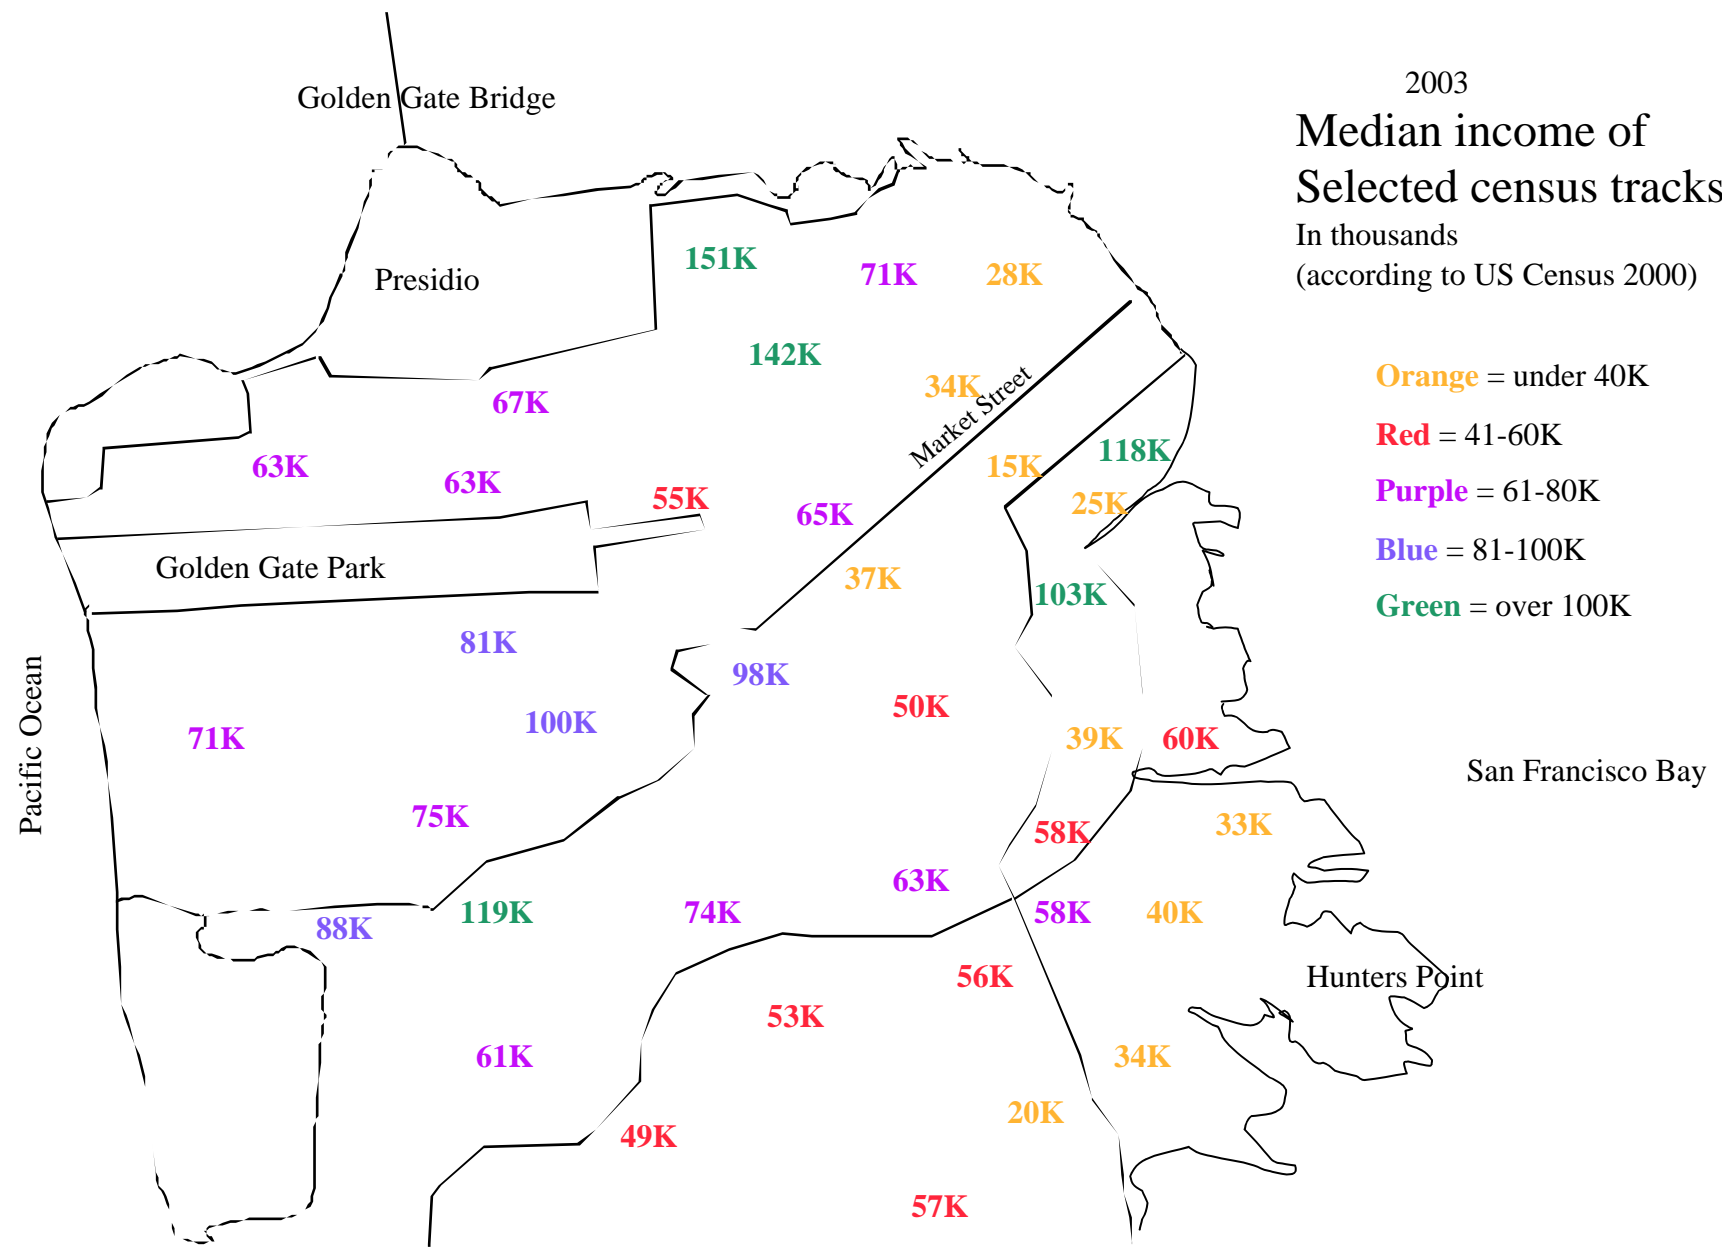 2003
Golden Gate Bridge
Median income of
Selected census tracks
In thousands
(according to US Census 2000)
151K
71K
28K
Presidio
142K
34K
Market Street
Orange = under 40K
67K
Red = 41-60K
118K
63K
63K
15K
Purple = 61-80K
55K
25K
65K
Blue = 81-100K
Golden Gate Park
37K
103K
Green = over 100K
81K
98K
50K
100K
71K
39K
60K
Pacific Ocean
San Francisco Bay
75K
58K
33K
63K
88K
119K
74K
58K
40K
56K
Hunters Point
53K
61K
34K
20K
49K
57K